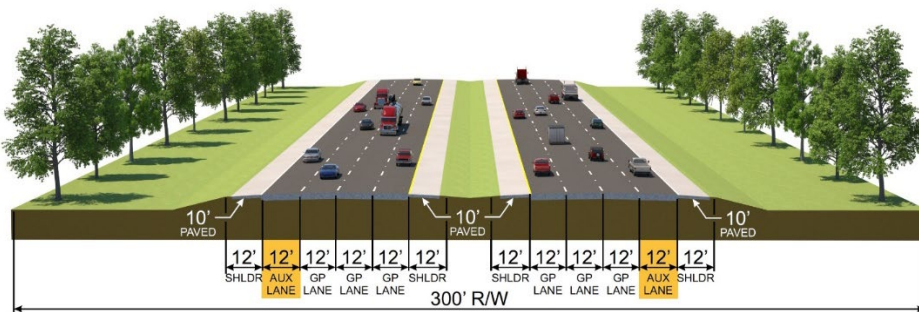 10'
PAVED
10'
PAVED
10'
PAVED
12' 12' 12' 12' 12' 12' 12' 12' 12' 12' 12' 12'
SHLDR AUX LANE GP LANE GP LANE GP LANE SHLDR SHLDR GP LANE GP LANE GP LANE AUX LANE SHLDR
300' R/W